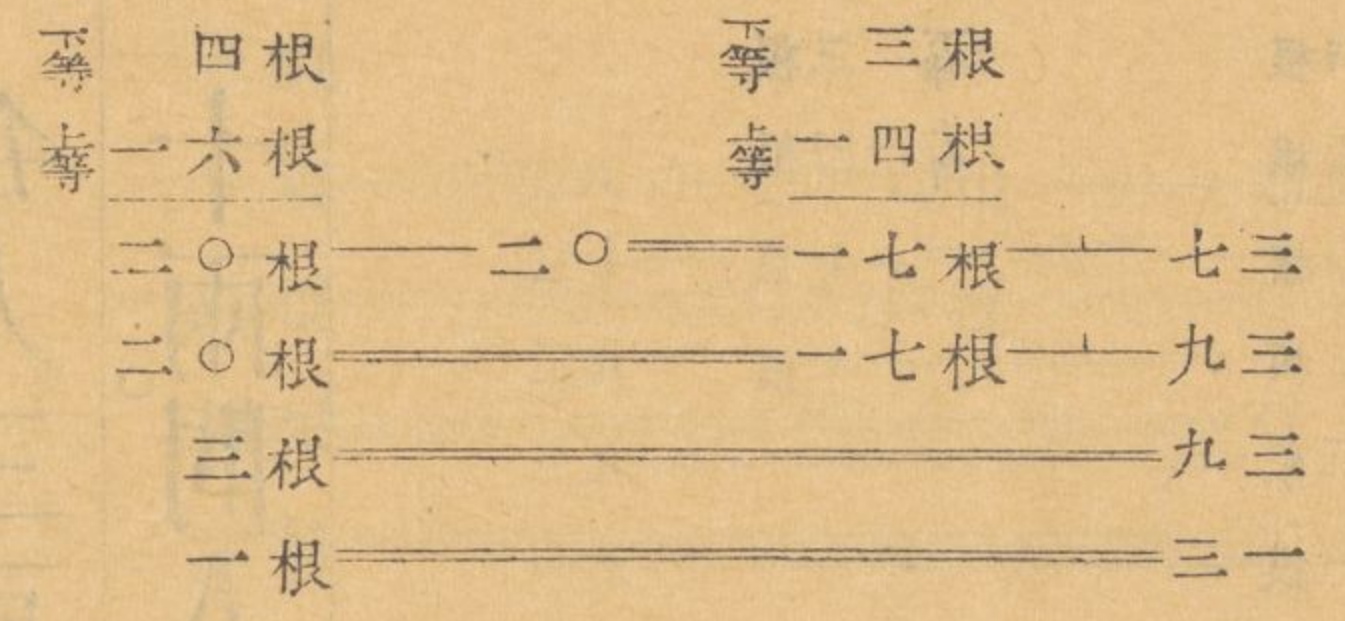 下等 四根 下等 三根
上等 一六根 上等 一四根
二〇根 — 二〇 = 一七根 ⊥ 七三
二〇根 = 一七根 ⊥ 九三
三根 = 九三
一根 = 三一